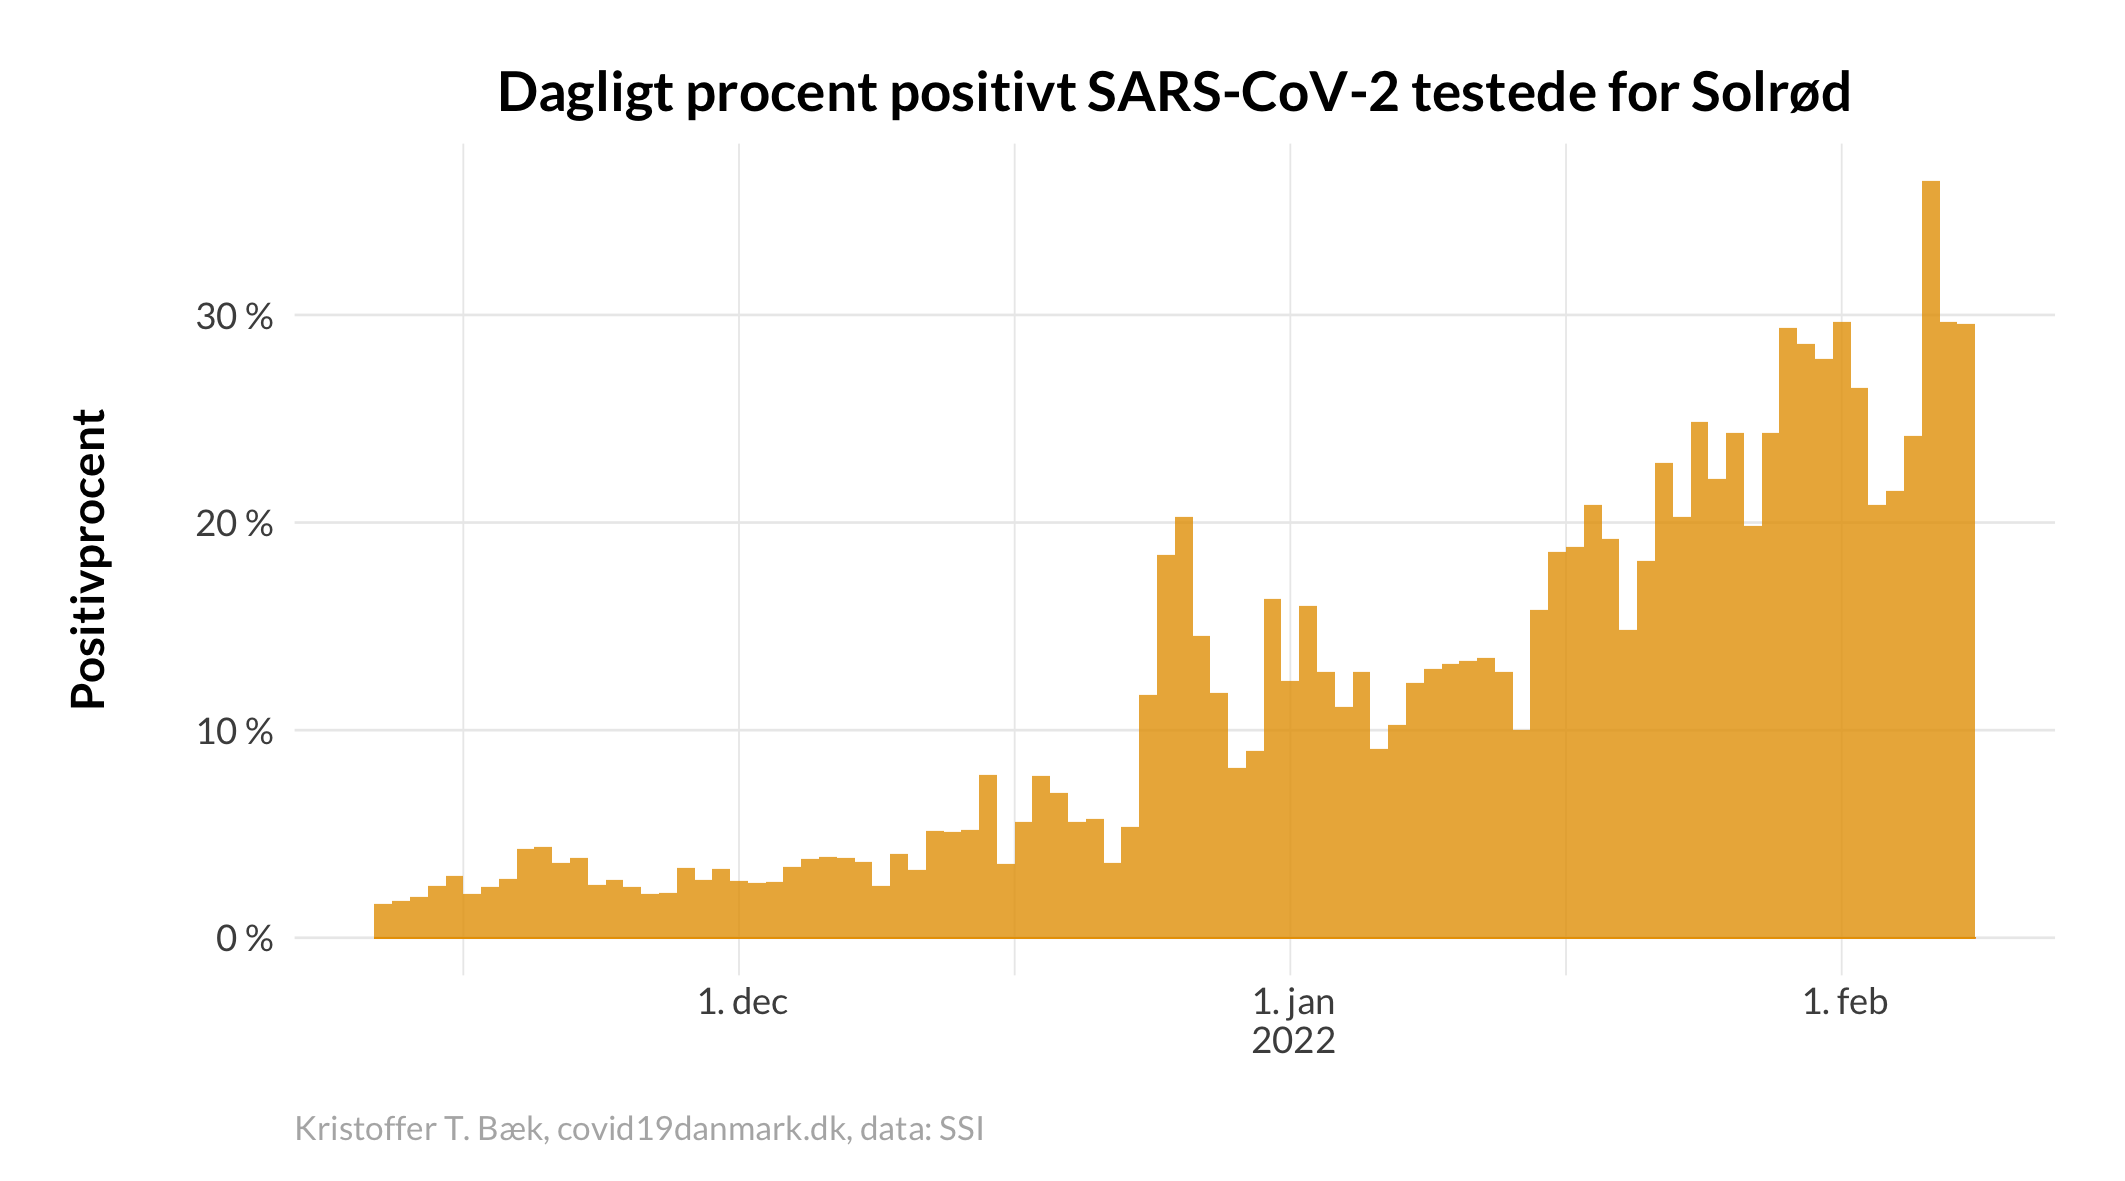 Dagligt procent positivt SARS-CoV-2 testede for Solrød
Positivprocent
30 %
20 %
10 %
0 %
1. dec
1. jan
2022
1. feb
Kristoffer T. Bæk, covid19danmark.dk, data: SSI